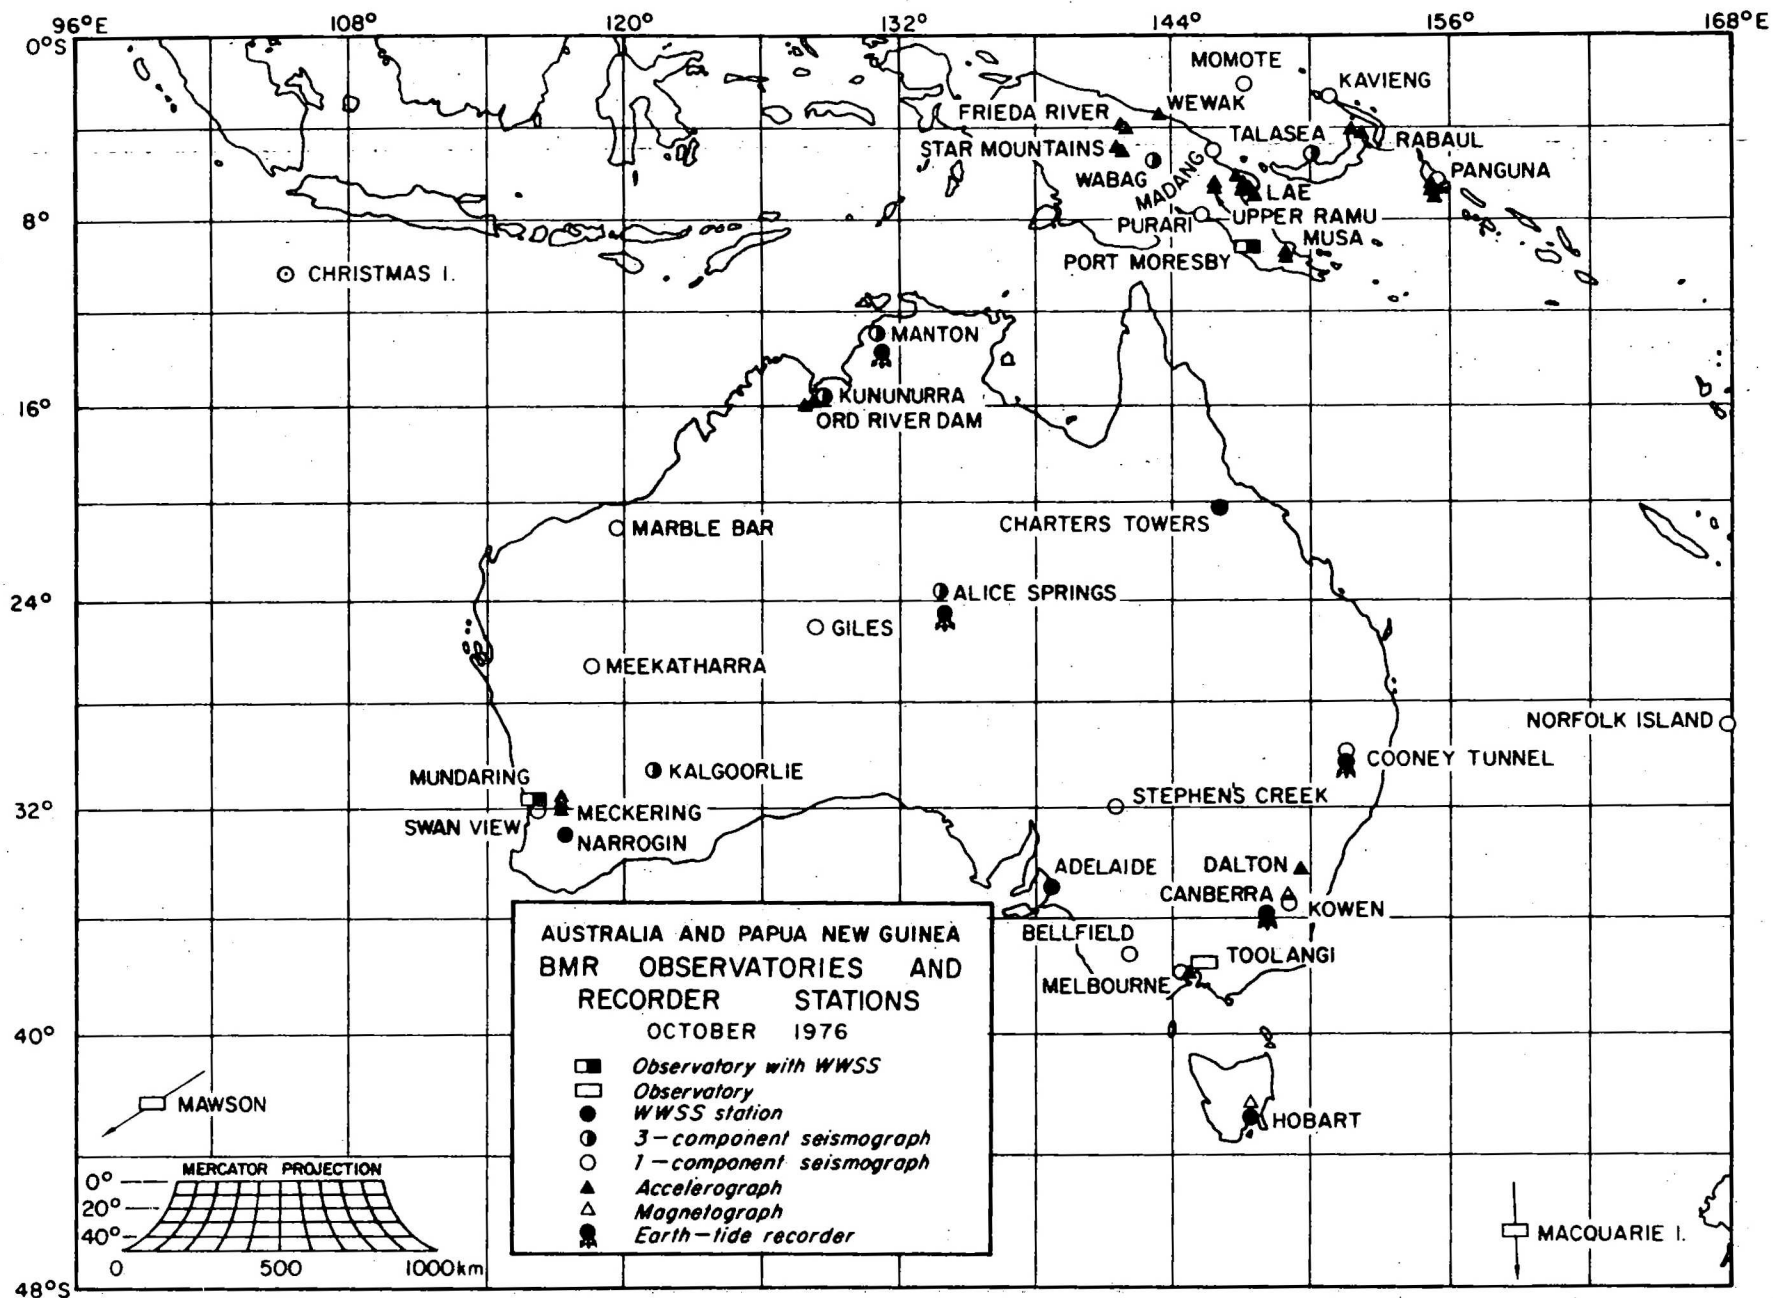 96°E 108° 120° 132° 144° 156° 168°E
0°S
MOMOTE
KAVIENG
FRIEDA RIVER
WEWAK
STAR MOUNTAINS
TALASEA
RABAUL
WABAG
MADANG
PANGUNA
LAE
8°
PURARI
UPPER RAMU
MUSA
PORT MORESBY
CHRISTMAS I.
MANTON
KUNUNURRA
16°
ORD RIVER DAM
CHARTERS TOWERS
MARBLE BAR
24°
ALICE SPRINGS
GILES
MEEKATHARRA
NORFOLK ISLAND
COONEY TUNNEL
MUNDARING
KALGOORLIE
STEPHEN'S CREEK
32°
MECKERING
SWAN VIEW
NARROGIN
ADELAIDE
DALTON
CANBERRA
KOWEN
BELLFIELD
TOOLANGI
MELBOURNE
AUSTRALIA AND PAPUA NEW GUINEA
BMR OBSERVATORIES AND
RECORDER STATIONS
OCTOBER 1976
Observatory with WWSS
Observatory
WWSS station
3-component seismograph
1-component seismograph
Accelerograph
Magnetograph
Earth-tide recorder
40°
MAWSON
HOBART
MERCATOR PROJECTION
0°
20°
40°
0 500 1000km
MACQUARIE I.
48°S